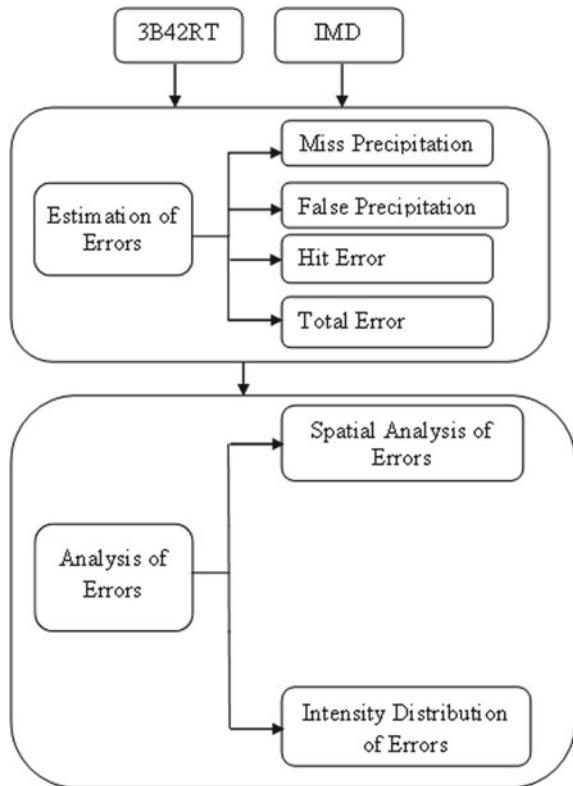 3B42RT
IMD
Estimation of
Errors
Miss Precipitation
False Precipitation
Hit Error
Total Error
Analysis of
Errors
Spatial Analysis of
Errors
Intensity Distribution
of Errors